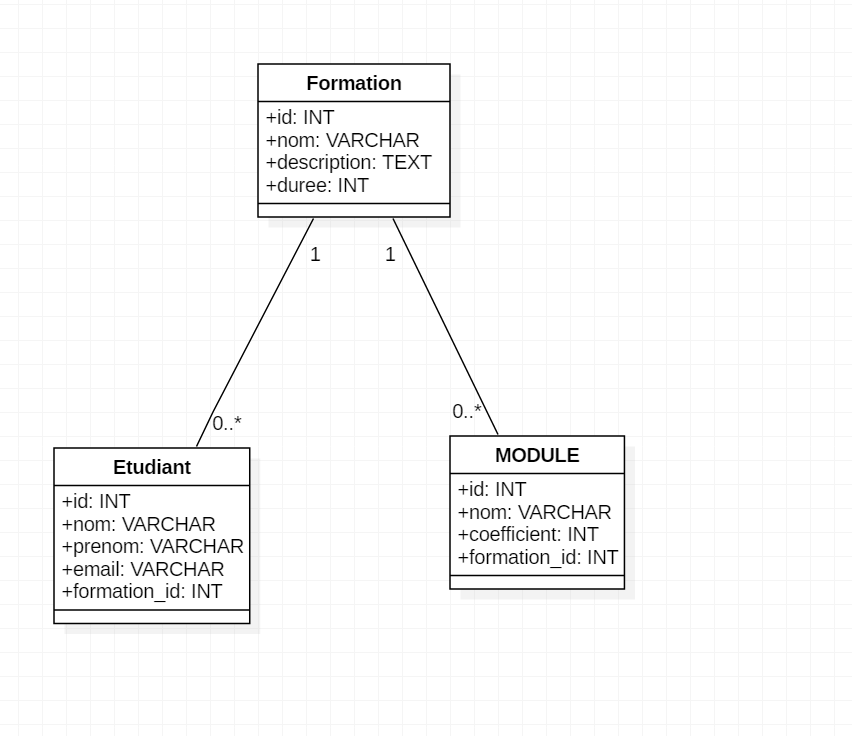 Formation
+id: INT
+nom: VARCHAR
+description: TEXT
+duree: INT
1
1
0..*
0..*
Etudiant
+id: INT
+nom: VARCHAR
+prenom: VARCHAR
+email: VARCHAR
+formation_id: INT
MODULE
+id: INT
+nom: VARCHAR
+coefficient: INT
+formation_id: INT